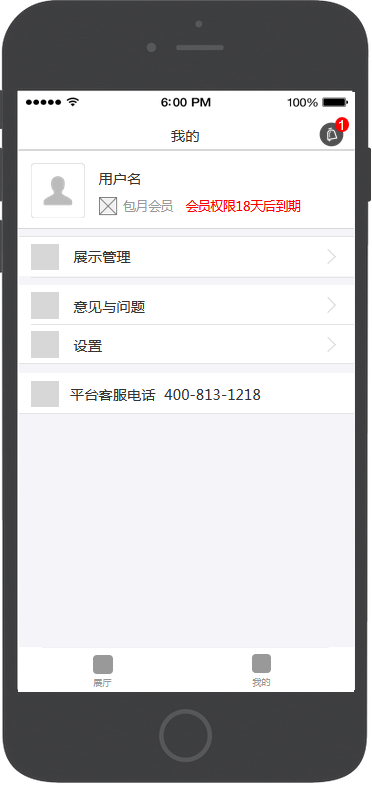 6:00 PM 100%
我的 1
用户名
包月会员 会员权限18天后到期
展示管理
意见与问题
设置
平台客服电话 400-813-1218
展厅 我的